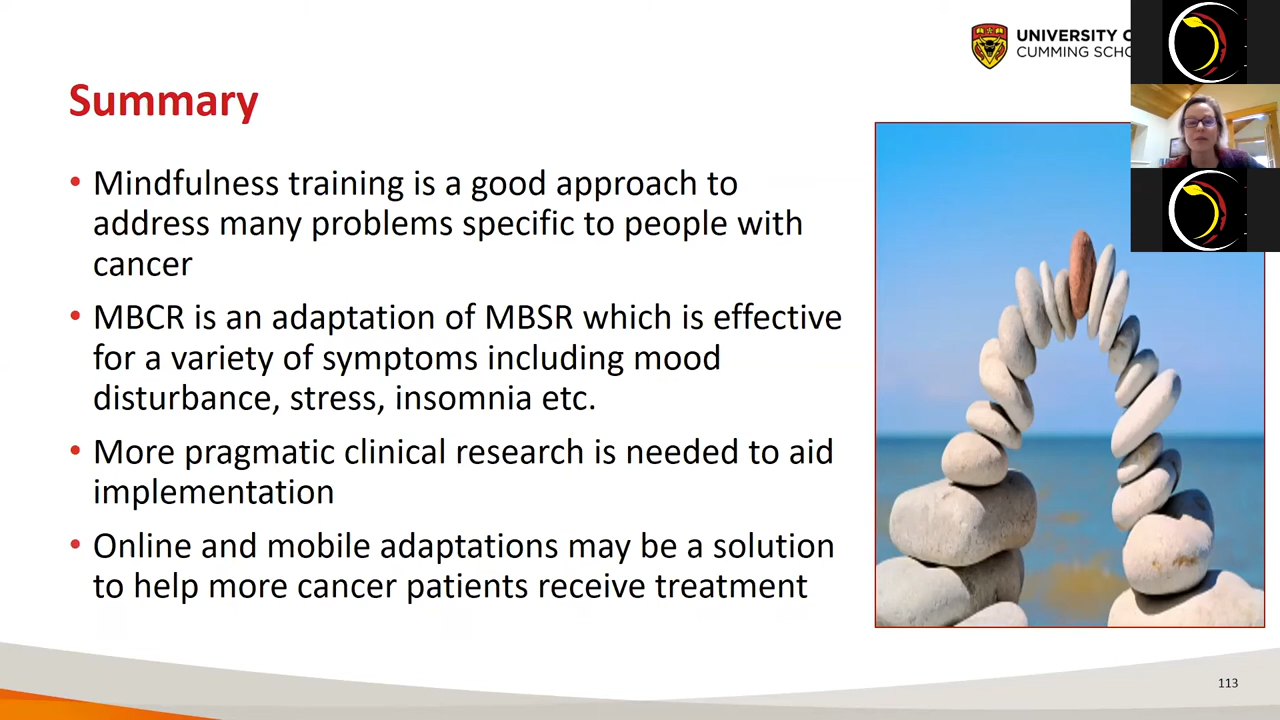 UNIVERSITY
CUMMING
Summary
• Mindfulness training is a good approach to
address many problems specific to people with
cancer
• MBCR is an adaptation of MBSR which is effective
for a variety of symptoms including mood
disturbance, stress, insomnia etc.
• More pragmatic clinical research is needed to aid
implementation
• Online and mobile adaptations may be a solution
to help more cancer patients receive treatment
113